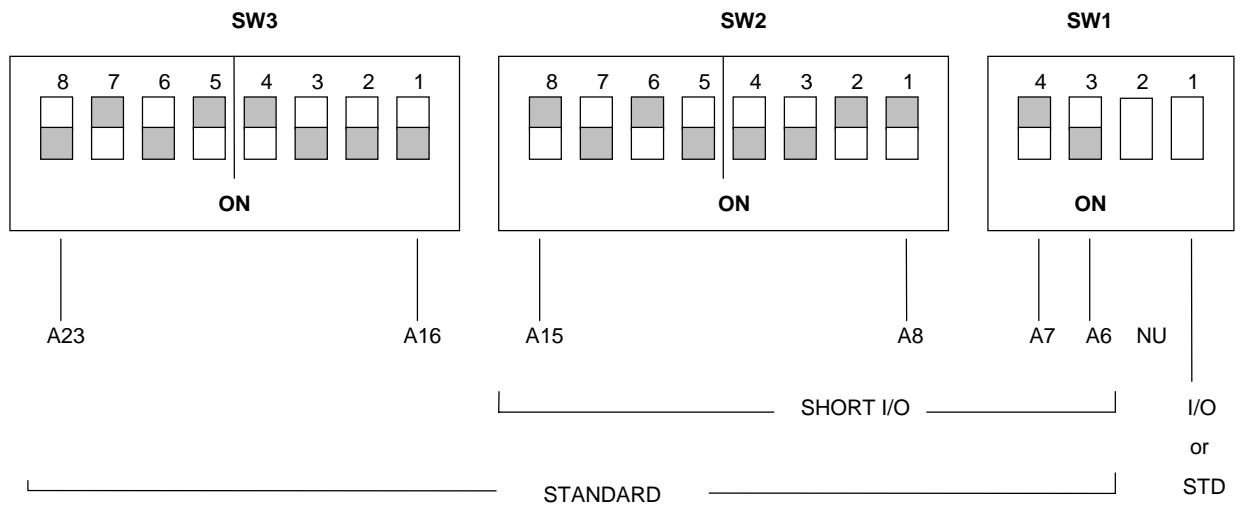 SW3 SW2 SW1
8 7 6 5 4 3 2 1 8 7 6 5 4 3 2 1 4 3 2 1
ON ON ON
A23 A16 A15 A8 A7 A6 NU
SHORT I/O I/O
or
STANDARD STD